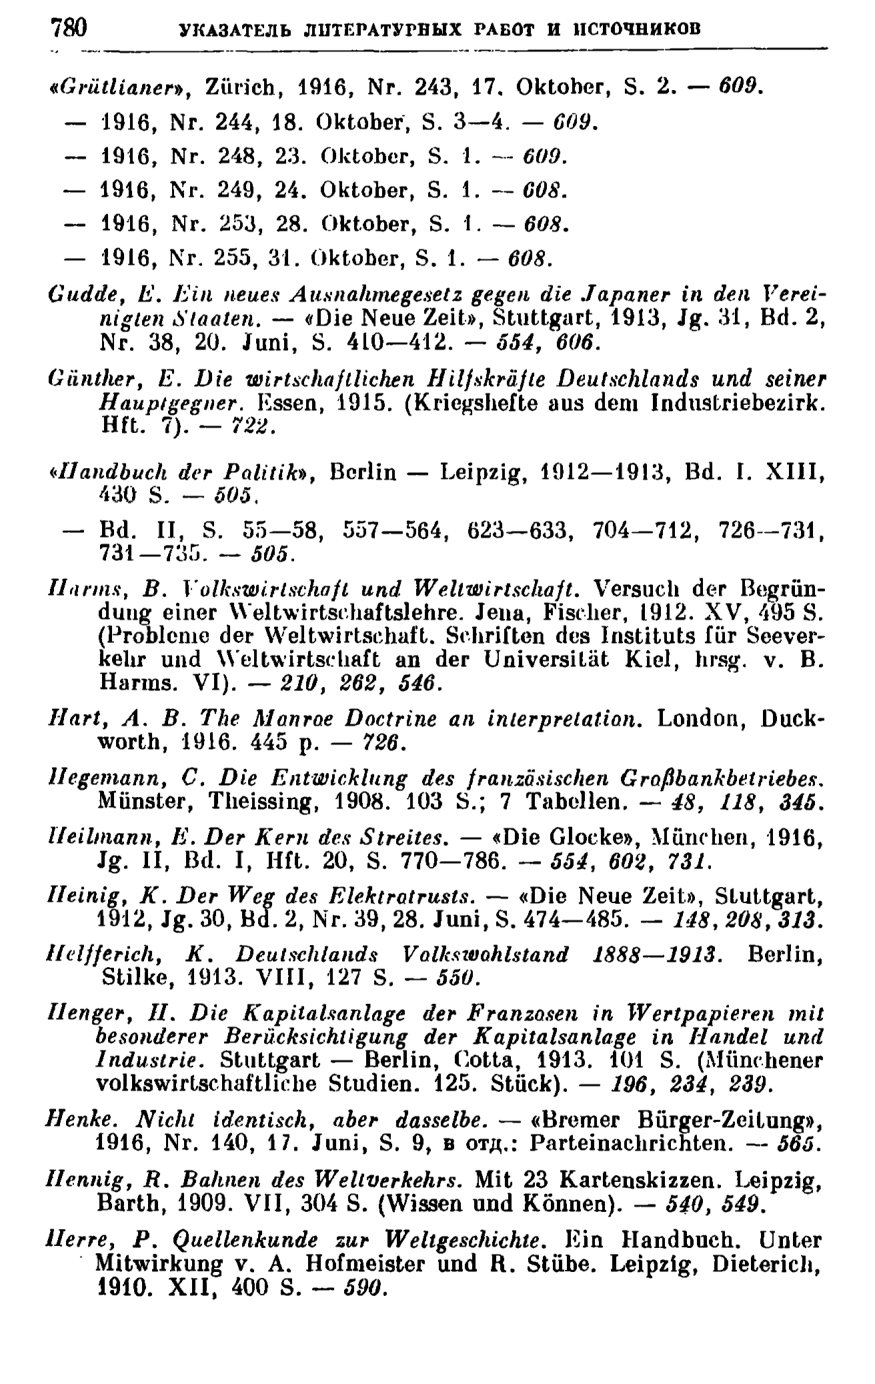 780 УКАЗАТЕЛЬ ЛИТЕРАТУРНЫХ РАБОТ И ИСТОЧНИКОВ
«Grütlianer», Zürich, 1916, Nr. 243, 17. Oktober, S. 2. — 609.
— 1916, Nr. 244, 18. Oktober, S. 3—4. — 609.
— 1916, Nr. 248, 23. Oktober, S. 1. — 609.
— 1916, Nr. 249, 24. Oktober, S. 1. — 608.
— 1916, Nr. 253, 28. Oktober, S. 1. — 608.
— 1916, Nr. 255, 31. Oktober, S. 1. — 608.
Gudde, E. Ein neues Ausnahmegesetz gegen die Japaner in den Verei-
nigten Staaten. — «Die Neue Zeit», Stuttgart, 1913, Jg. 31, Bd. 2,
Nr. 38, 20. Juni, S. 410—412. — 554, 606.
Günther, E. Die wirtschaftlichen Hilfskräfte Deutschlands und seiner
Hauptgegner. Essen, 1915. (Kriegshefte aus dem Industriebezirk.
Hft. 7). — 722.
«Handbuch der Politik», Berlin — Leipzig, 1912—1913, Bd. I. XIII,
430 S. — 505.
— Bd. II, S. 55—58, 557—564, 623—633, 704—712, 726—731,
731—735. — 505.
Harms, B. Volkswirtschaft und Weltwirtschaft. Versuch der Begrün-
dung einer Weltwirtschaftslehre. Jena, Fischer, 1912. XV, 495 S.
(Probleme der Weltwirtschaft. Schriften des Instituts für Seever-
kehr und Weltwirtschaft an der Universität Kiel, hrsg. v. B.
Harms. VI). — 210, 262, 546.
Hart, A. B. The Monroe Doctrine an interpretation. London, Duck-
worth, 1916. 445 p. — 726.
Hegemann, C. Die Entwicklung des französischen Großbankbetriebes.
Münster, Theissing, 1908. 103 S.; 7 Tabellen. — 48, 118, 345.
Heilmann, E. Der Kern des Streites. — «Die Glocke», München, 1916,
Jg. II, Bd. I, Hft. 20, S. 770—786. — 554, 602, 731.
Heinig, K. Der Weg des Elektrotrusts. — «Die Neue Zeit», Stuttgart,
1912, Jg. 30, Bd. 2, Nr. 39, 28. Juni, S. 474—485. — 148, 208, 313.
Helfferich, K. Deutschlands Volkswohlstand 1888—1913. Berlin,
Stilke, 1913. VIII, 127 S. — 550.
Henger, H. Die Kapitalsanlage der Franzosen in Wertpapieren mit
besonderer Berücksichtigung der Kapitalsanlage in Handel und
Industrie. Stuttgart — Berlin, Cotta, 1913. 101 S. (Münchener
volkswirtschaftliche Studien. 125. Stück). — 196, 234, 239.
Henke. Nicht identisch, aber dasselbe. — «Bremer Bürger-Zeitung»,
1916, Nr. 140, 17. Juni, S. 9, в отд.: Parteinachrichten. — 565.
Hennig, R. Bahnen des Weltverkehrs. Mit 23 Kartenskizzen. Leipzig,
Barth, 1909. VII, 304 S. (Wissen und Können). — 540, 549.
Herre, P. Quellenkunde zur Weltgeschichte. Ein Handbuch. Unter
Mitwirkung v. A. Hofmeister und R. Stübe. Leipzig, Dieterich,
1910. XII, 400 S. — 590.